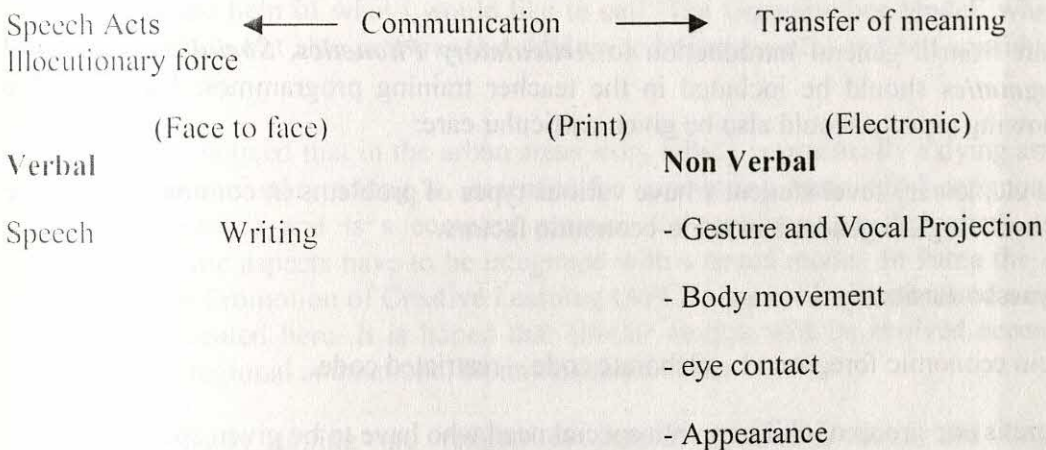 Speech Acts ◄—— Communication ——► Transfer of meaning
Illocutionary force
(Face to face) (Print) (Electronic)
Verbal Non Verbal
Speech Writing - Gesture and Vocal Projection
- Body movement
- eye contact
- Appearance